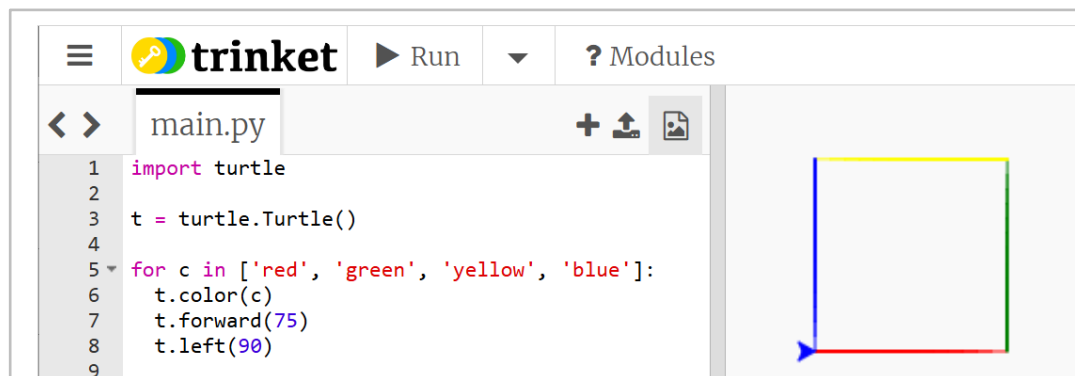 trinket Run ? Modules
main.py
1 import turtle
2
3 t = turtle.Turtle()
4
5 for c in ['red', 'green', 'yellow', 'blue']:
6   t.color(c)
7   t.forward(75)
8   t.left(90)
9